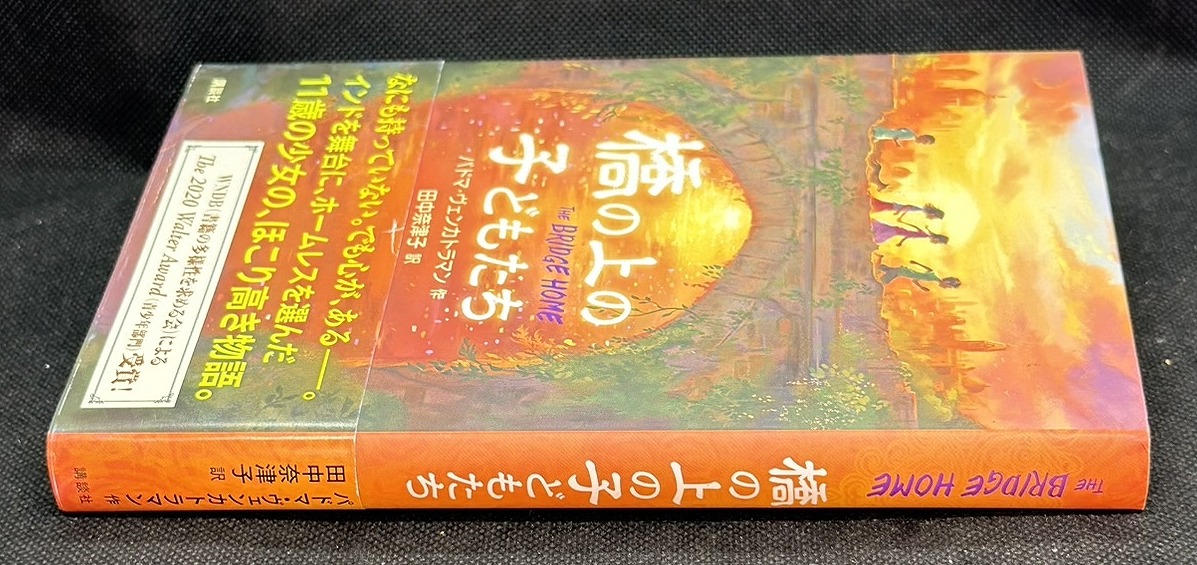 橋の上の
子どもたち
THE BRIDGE HOME
パドマ・ヴェンカトラマン 作
田中奈津子 訳
なにも持っていない。でも心が、ある――。
インドを舞台に、ホームレスを選んだ
11歳の少女の、ほこり高き物語。
WNDB(書籍の多様性を求める会)による
The 2020 Walter Award(青少年部門)受賞!
講談社
THE BRIDGE HOME
橋の上の子どもたち
パドマ・ヴェンカトラマン 作
田中奈津子 訳
講談社